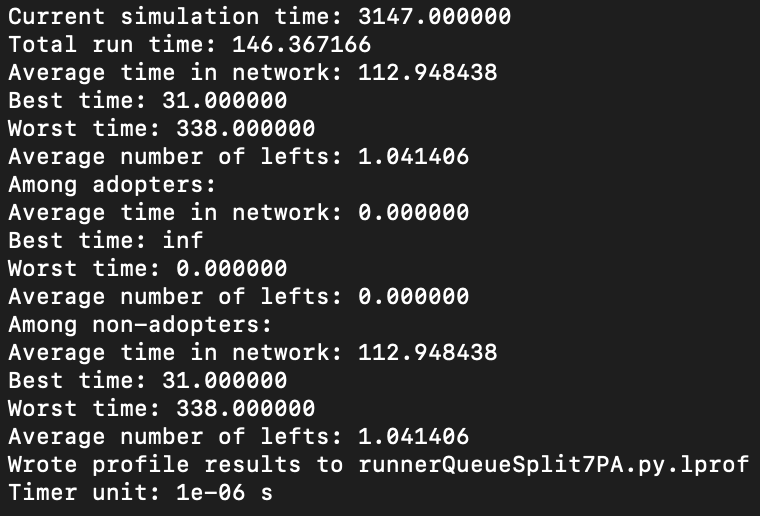 Current simulation time: 3147.000000
Total run time: 146.367166
Average time in network: 112.948438
Best time: 31.000000
Worst time: 338.000000
Average number of lefts: 1.041406
Among adopters:
Average time in network: 0.000000
Best time: inf
Worst time: 0.000000
Average number of lefts: 0.000000
Among non-adopters:
Average time in network: 112.948438
Best time: 31.000000
Worst time: 338.000000
Average number of lefts: 1.041406
Wrote profile results to runnerQueueSplit7PA.py.lprof
Timer unit: 1e-06 s